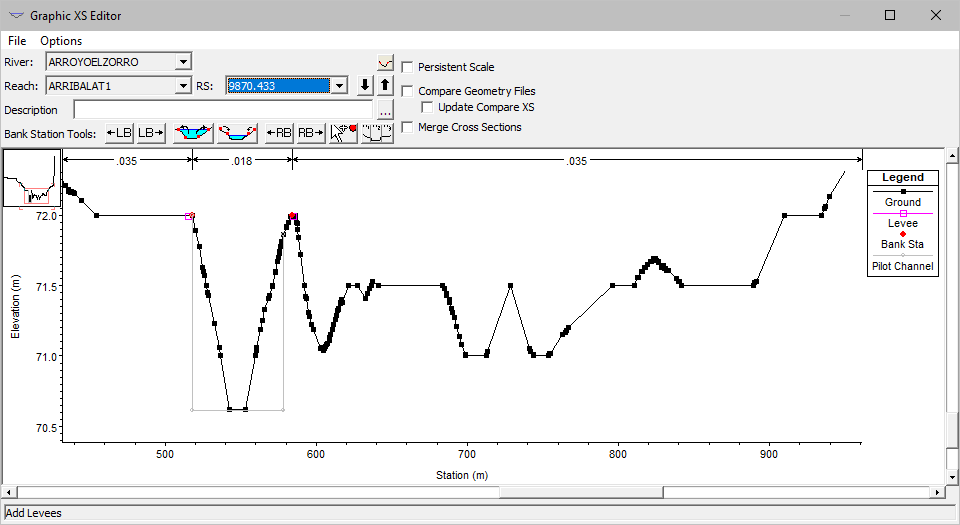 Graphic XS Editor
File Options
River: ARROYOELZORRO
Persistent Scale
Reach: ARRIBALAT1 RS: 9870.433
Compare Geometry Files
Update Compare XS
Description ...
Merge Cross Sections
Bank Station Tools: LB LB RB RB
.035 .018 .035
Legend
Ground
Levee
Bank Sta
Pilot Channel
72.0
71.5
71.0
70.5
Elevation (m)
500 600 700 800 900
Station (m)
Add Levees